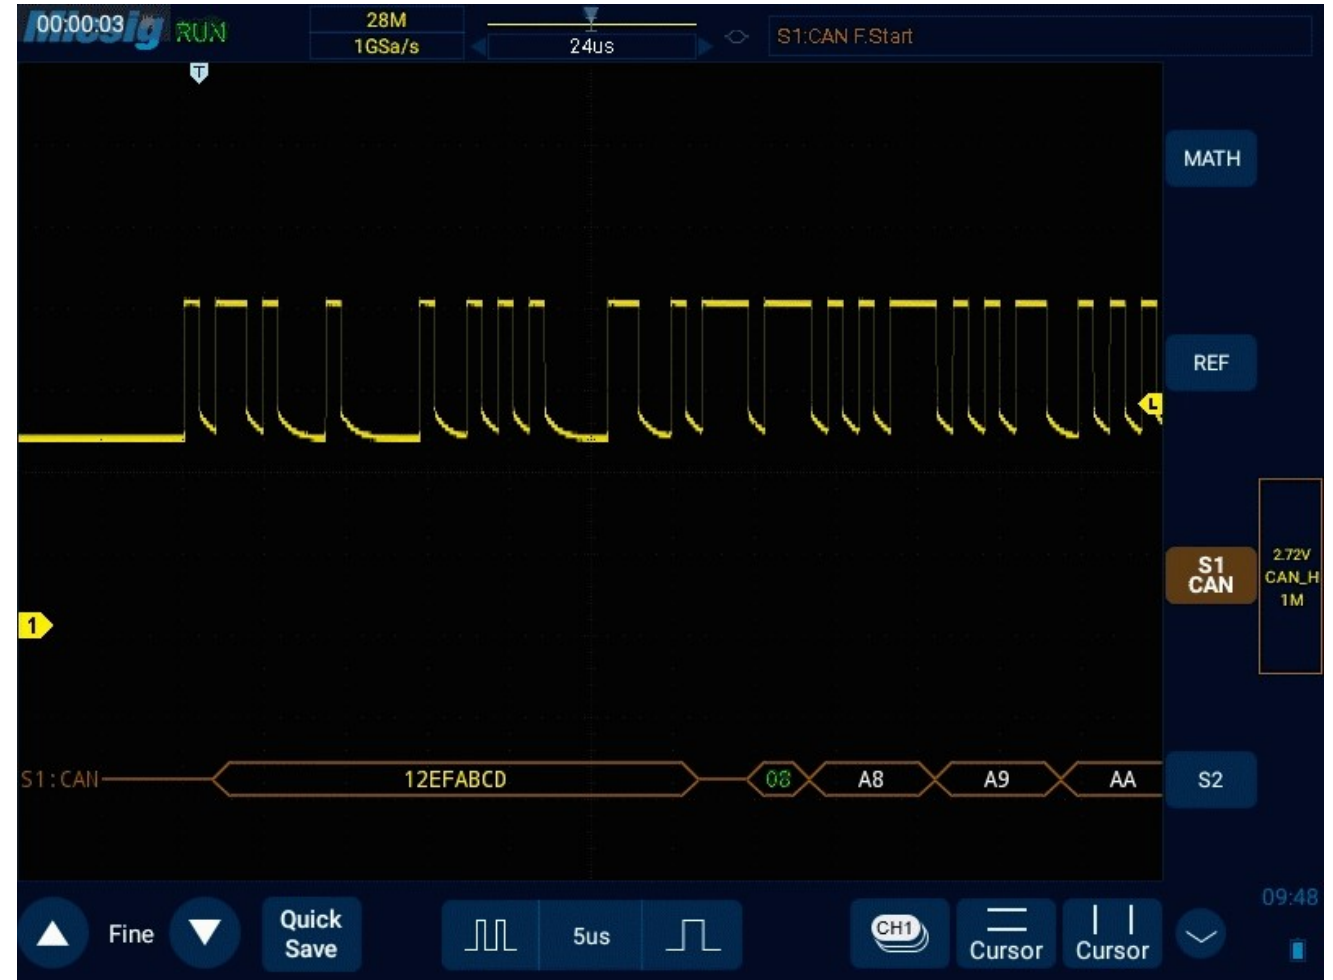 00:00:03
RUN
28M
1GSa/s
24us
S1:CAN F.Start
T
MATH
REF
L
S1
CAN
2.72V
CAN_H
1M
1
S1:CAN
12EFABCD
08
A8
A9
AA
S2
Fine
Quick
Save
5us
CH1
Cursor
Cursor
09:48